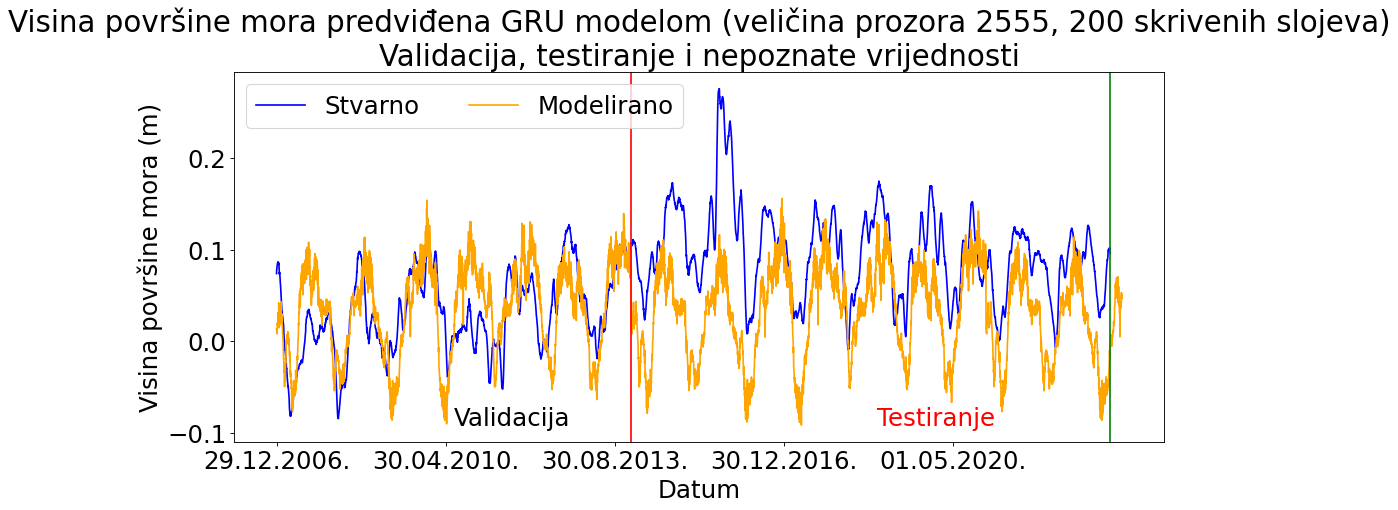 Visina površine mora predviđena GRU modelom (veličina prozora 2555, 200 skrivenih slojeva)
Validacija, testiranje i nepoznate vrijednosti
Stvarno
Modelirano
Visina površine mora (m)
0.2
0.1
0.0
−0.1
Validacija
Testiranje
29.12.2006.
30.04.2010.
30.08.2013.
30.12.2016.
01.05.2020.
Datum